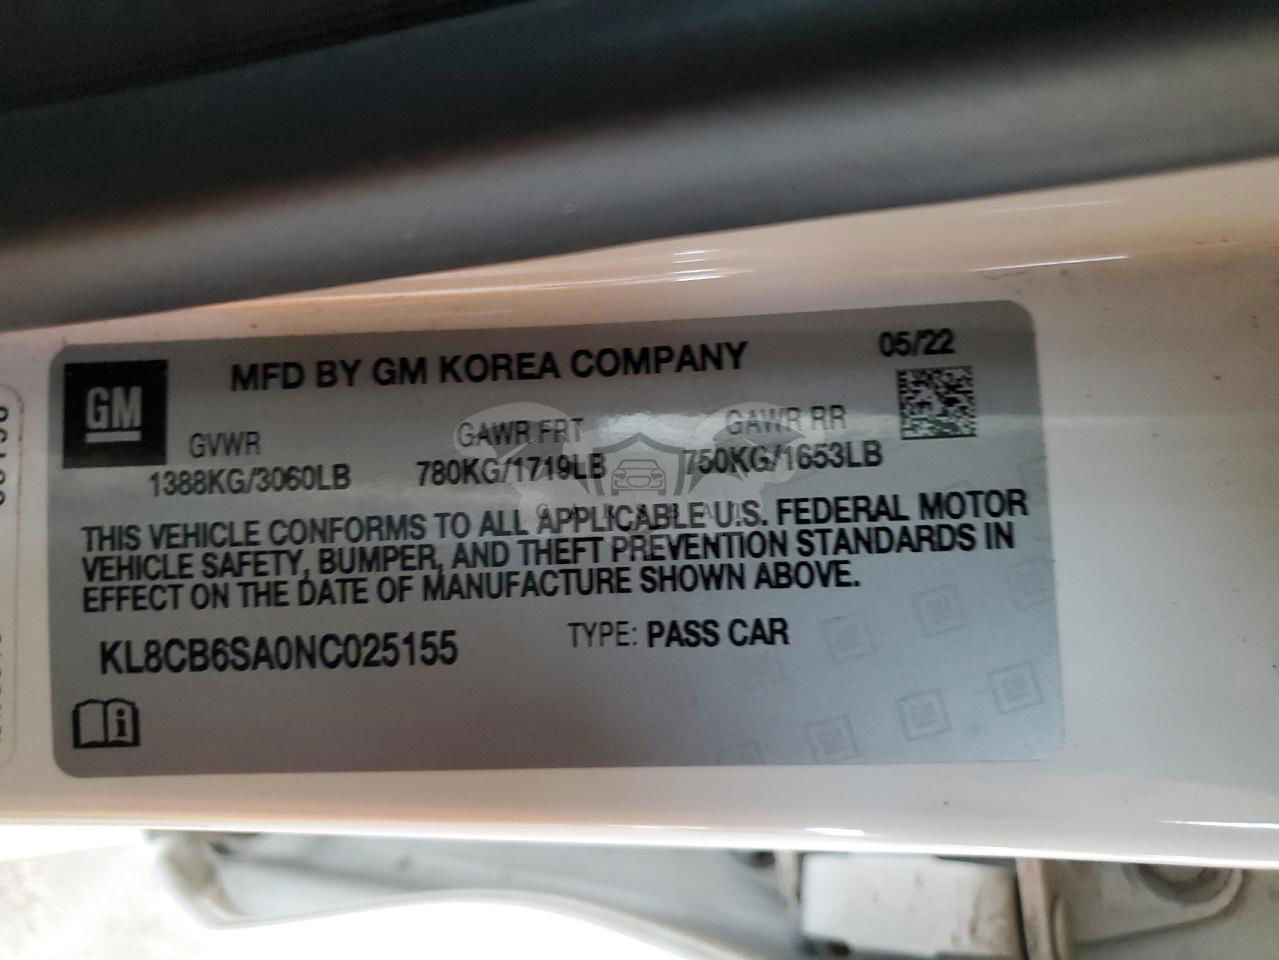 MFD BY GM KOREA COMPANY 05/22
GM
GVWR GAWR FRT GAWR RR
1388KG/3060LB 780KG/1719LB 750KG/1653LB
THIS VEHICLE CONFORMS TO ALL APPLICABLE U.S. FEDERAL MOTOR
VEHICLE SAFETY, BUMPER, AND THEFT PREVENTION STANDARDS IN
EFFECT ON THE DATE OF MANUFACTURE SHOWN ABOVE.
KL8CB6SA0NC025155 TYPE: PASS CAR